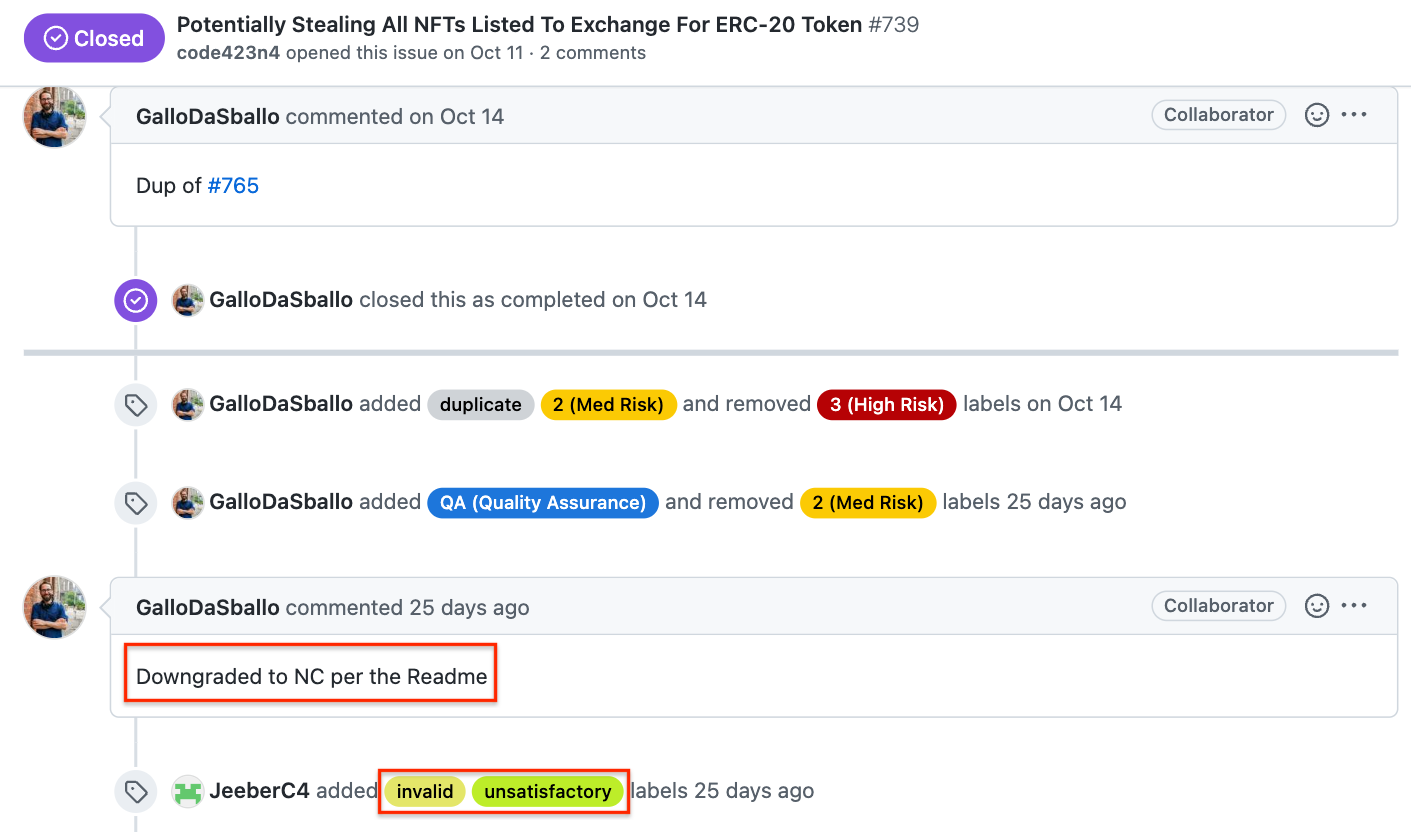 Closed
Potentially Stealing All NFTs Listed To Exchange For ERC-20 Token #739
code423n4 opened this issue on Oct 11 · 2 comments
GalloDaSballo commented on Oct 14 Collaborator
Dup of #765
GalloDaSballo closed this as completed on Oct 14
GalloDaSballo added duplicate 2 (Med Risk) and removed 3 (High Risk) labels on Oct 14
GalloDaSballo added QA (Quality Assurance) and removed 2 (Med Risk) labels 25 days ago
GalloDaSballo commented 25 days ago Collaborator
Downgraded to NC per the Readme
JeeberC4 added invalid unsatisfactory labels 25 days ago